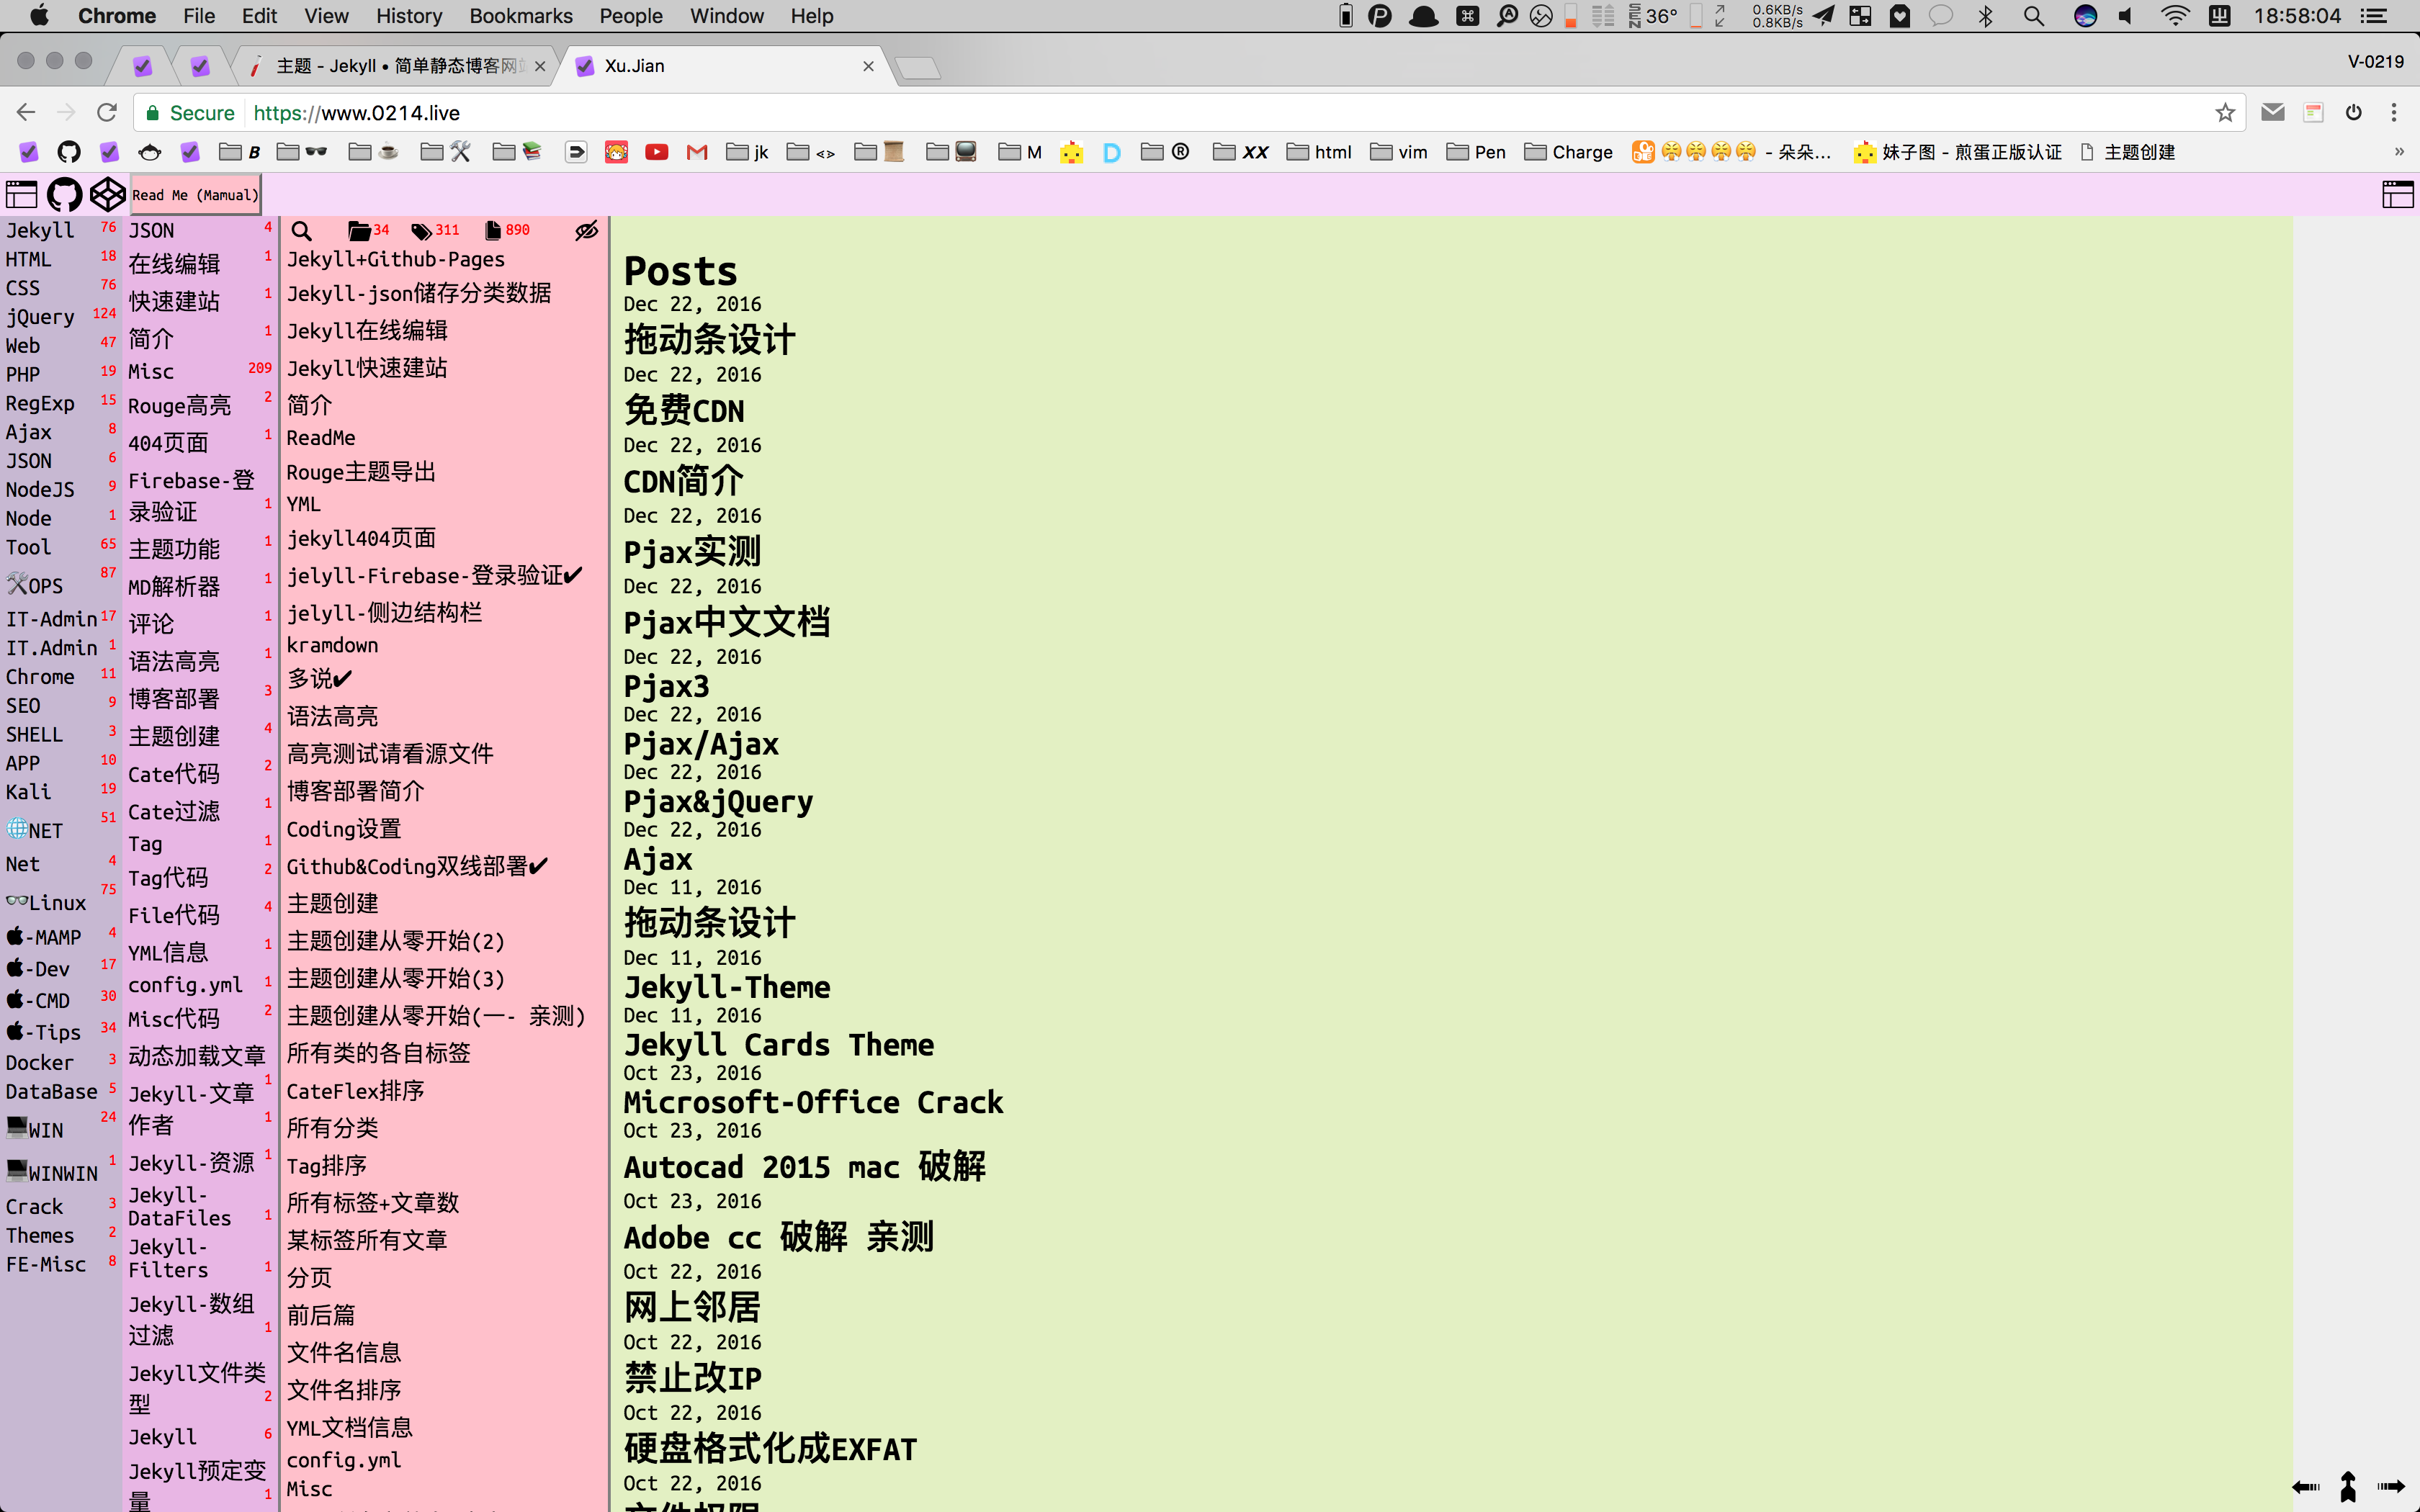 Chrome File Edit View History Bookmarks People Window Help
36° 0.6KB/s 0.8KB/s 18:58:04
主题 - Jekyll • 简单静态博客网
Xu.Jian
V-0219
Secure https://www.0214.live
B
jk
<>
M
D
XX
html
vim
Pen
Charge
- 朵朵...
妹子图 - 煎蛋正版认证
主题创建
»
Read Me (Mamual)
Jekyll 76
HTML 18
CSS 76
jQuery 124
Web 47
PHP 19
RegExp 15
Ajax 8
JSON 6
NodeJS 9
Node 1
Tool 65
🛠OPS 87
IT-Admin 17
IT.Admin 1
Chrome 11
SEO 9
SHELL 3
APP 10
Kali 19
🌐NET 51
Net 4
👓Linux 75
-MAMP 4
-Dev 17
-CMD 30
-Tips 34
Docker 3
DataBase 5
💻WIN 24
💻WINWIN 1
Crack 3
Themes 2
FE-Misc 8
JSON 4
在线编辑 1
快速建站 1
简介 1
Misc 209
Rouge高亮 2
404页面 1
Firebase-登
录验证 1
主题功能 1
MD解析器 1
评论 1
语法高亮 1
博客部署 3
主题创建 4
Cate代码 2
Cate过滤 1
Tag 1
Tag代码 2
File代码 4
YML信息 1
config.yml 1
Misc代码 2
动态加载文章
1
Jekyll-文章
作者 1
Jekyll-资源 1
Jekyll-
DataFiles 1
Jekyll-
Filters 1
Jekyll-数组
过滤 1
Jekyll文件类
型 2
Jekyll 6
Jekyll预定变
量 1
34 311 890
Jekyll+Github-Pages
Jekyll-json储存分类数据
Jekyll在线编辑
Jekyll快速建站
简介
ReadMe
Rouge主题导出
YML
jekyll404页面
jelyll-Firebase-登录验证✔
jelyll-侧边结构栏
kramdown
多说✔
语法高亮
高亮测试请看源文件
博客部署简介
Coding设置
Github&Coding双线部署✔
主题创建
主题创建从零开始(2)
主题创建从零开始(3)
主题创建从零开始(一- 亲测)
所有类的各自标签
CateFlex排序
所有分类
Tag排序
所有标签+文章数
某标签所有文章
分页
前后篇
文件名信息
文件名排序
YML文档信息
config.yml
Misc
Posts
Dec 22, 2016
拖动条设计
Dec 22, 2016
免费CDN
Dec 22, 2016
CDN简介
Dec 22, 2016
Pjax实测
Dec 22, 2016
Pjax中文文档
Dec 22, 2016
Pjax3
Dec 22, 2016
Pjax/Ajax
Dec 22, 2016
Pjax&jQuery
Dec 22, 2016
Ajax
Dec 11, 2016
拖动条设计
Dec 11, 2016
Jekyll-Theme
Dec 11, 2016
Jekyll Cards Theme
Oct 23, 2016
Microsoft-Office Crack
Oct 23, 2016
Autocad 2015 mac 破解
Oct 23, 2016
Adobe cc 破解 亲测
Oct 22, 2016
网上邻居
Oct 22, 2016
禁止改IP
Oct 22, 2016
硬盘格式化成EXFAT
Oct 22, 2016
文件权限